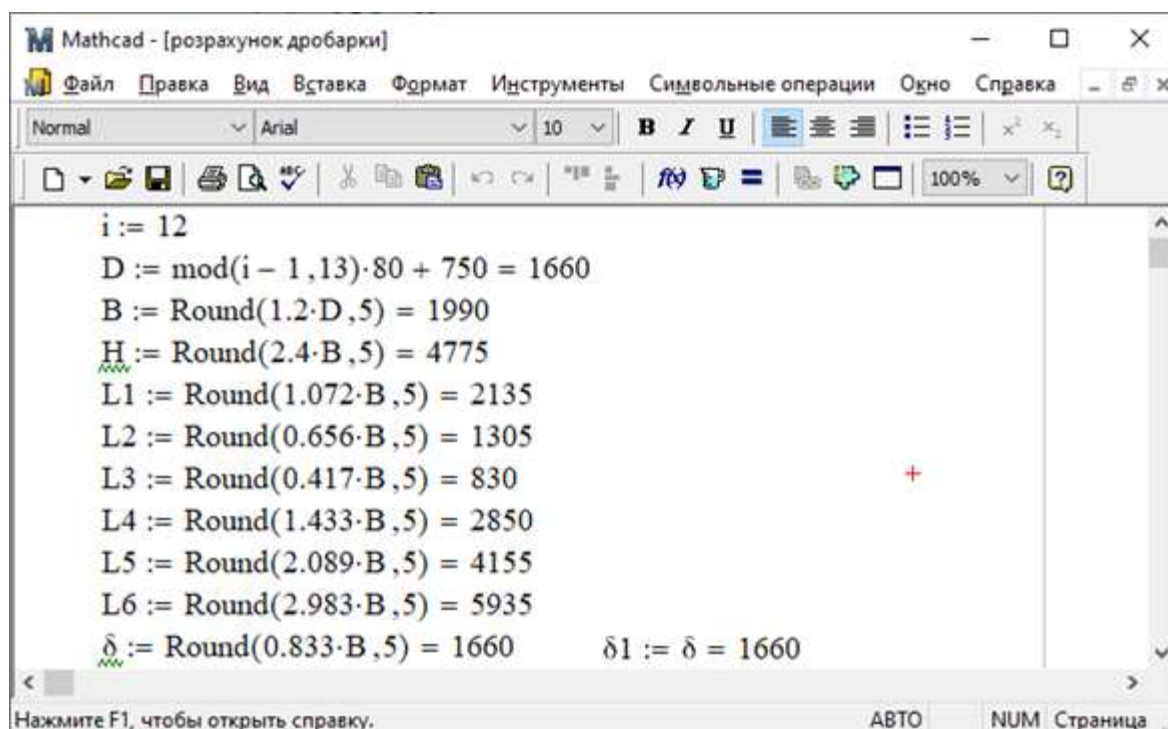 Mathcad - [розрахунок дробарки]
Файл Правка Вид Вставка Формат Инструменты Символьные операции Окно Справка
Normal Arial 10 B I U x² x₂
f(x) = 100% ?
i := 12
D := mod(i − 1 ,13)·80 + 750 = 1660
B := Round(1.2·D ,5) = 1990
H := Round(2.4·B ,5) = 4775
L1 := Round(1.072·B ,5) = 2135
L2 := Round(0.656·B ,5) = 1305
L3 := Round(0.417·B ,5) = 830
L4 := Round(1.433·B ,5) = 2850
L5 := Round(2.089·B ,5) = 4155
L6 := Round(2.983·B ,5) = 5935
δ := Round(0.833·B ,5) = 1660 δ1 := δ = 1660
Нажмите F1, чтобы открыть справку. АВТО NUM Страница